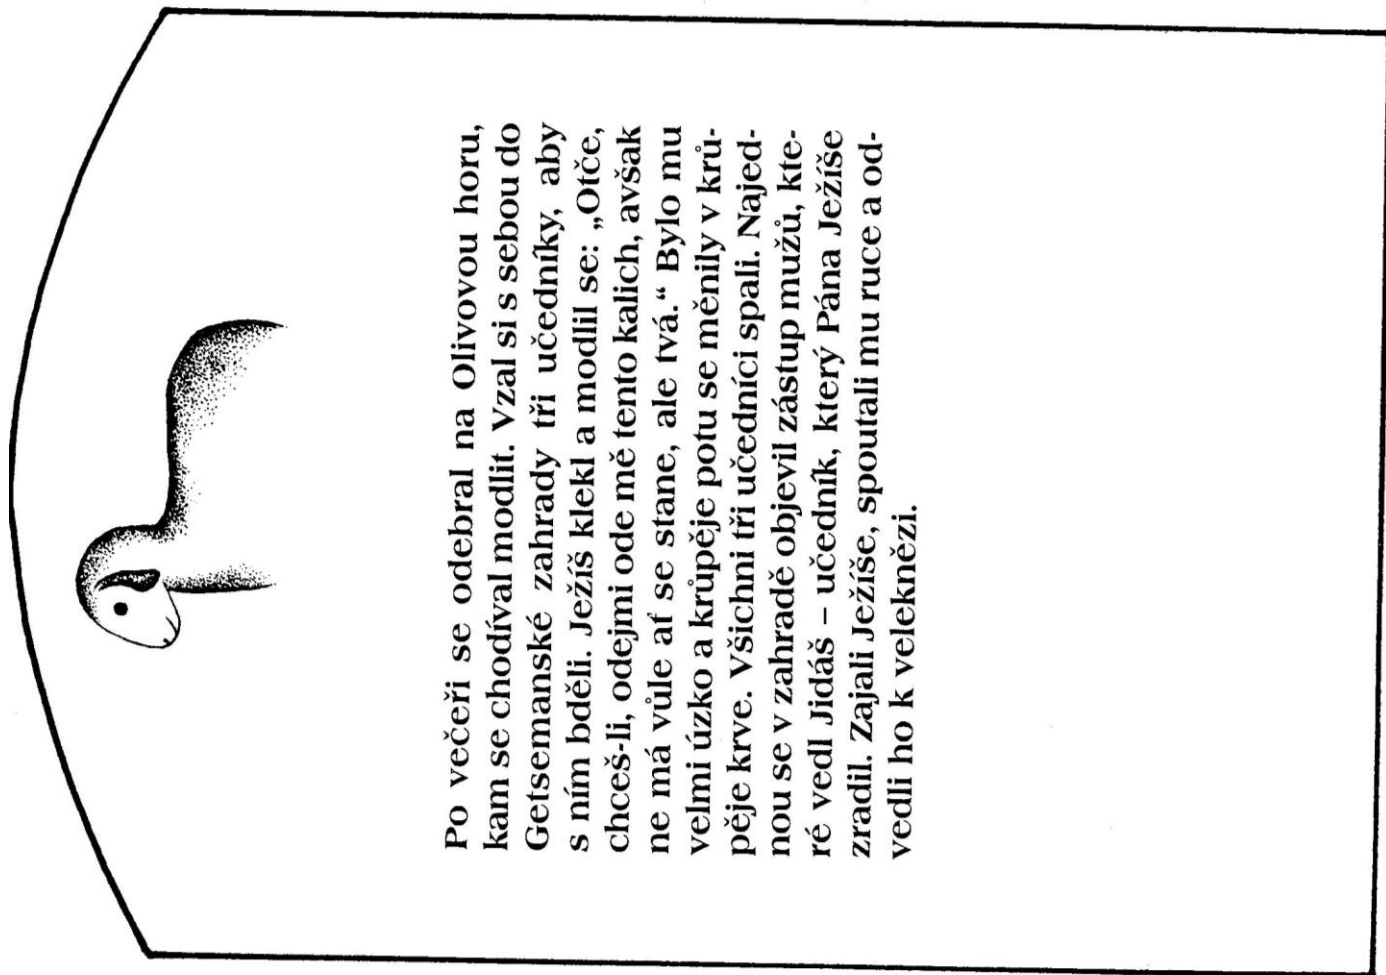 Po večeři se odebral na Olivovou horu,
kam se chodíval modlit. Vzal si s sebou do
Getsemanské zahrady tři učedníky, aby
s ním bděli. Ježíš klekl a modlil se: „Otče,
chceš-li, odejmi ode mě tento kalich, avšak
ne má vůle ať se stane, ale tvá.“ Bylo mu
velmi úzko a krůpěje potu se měnily v krů-
pěje krve. Všichni tři učedníci spali. Najed-
nou se v zahradě objevil zástup mužů, kte-
ré vedl Jidáš – učedník, který Pána Ježíše
zradil. Zajali Ježíše, spoutali mu ruce a od-
vedli ho k veleknězi.